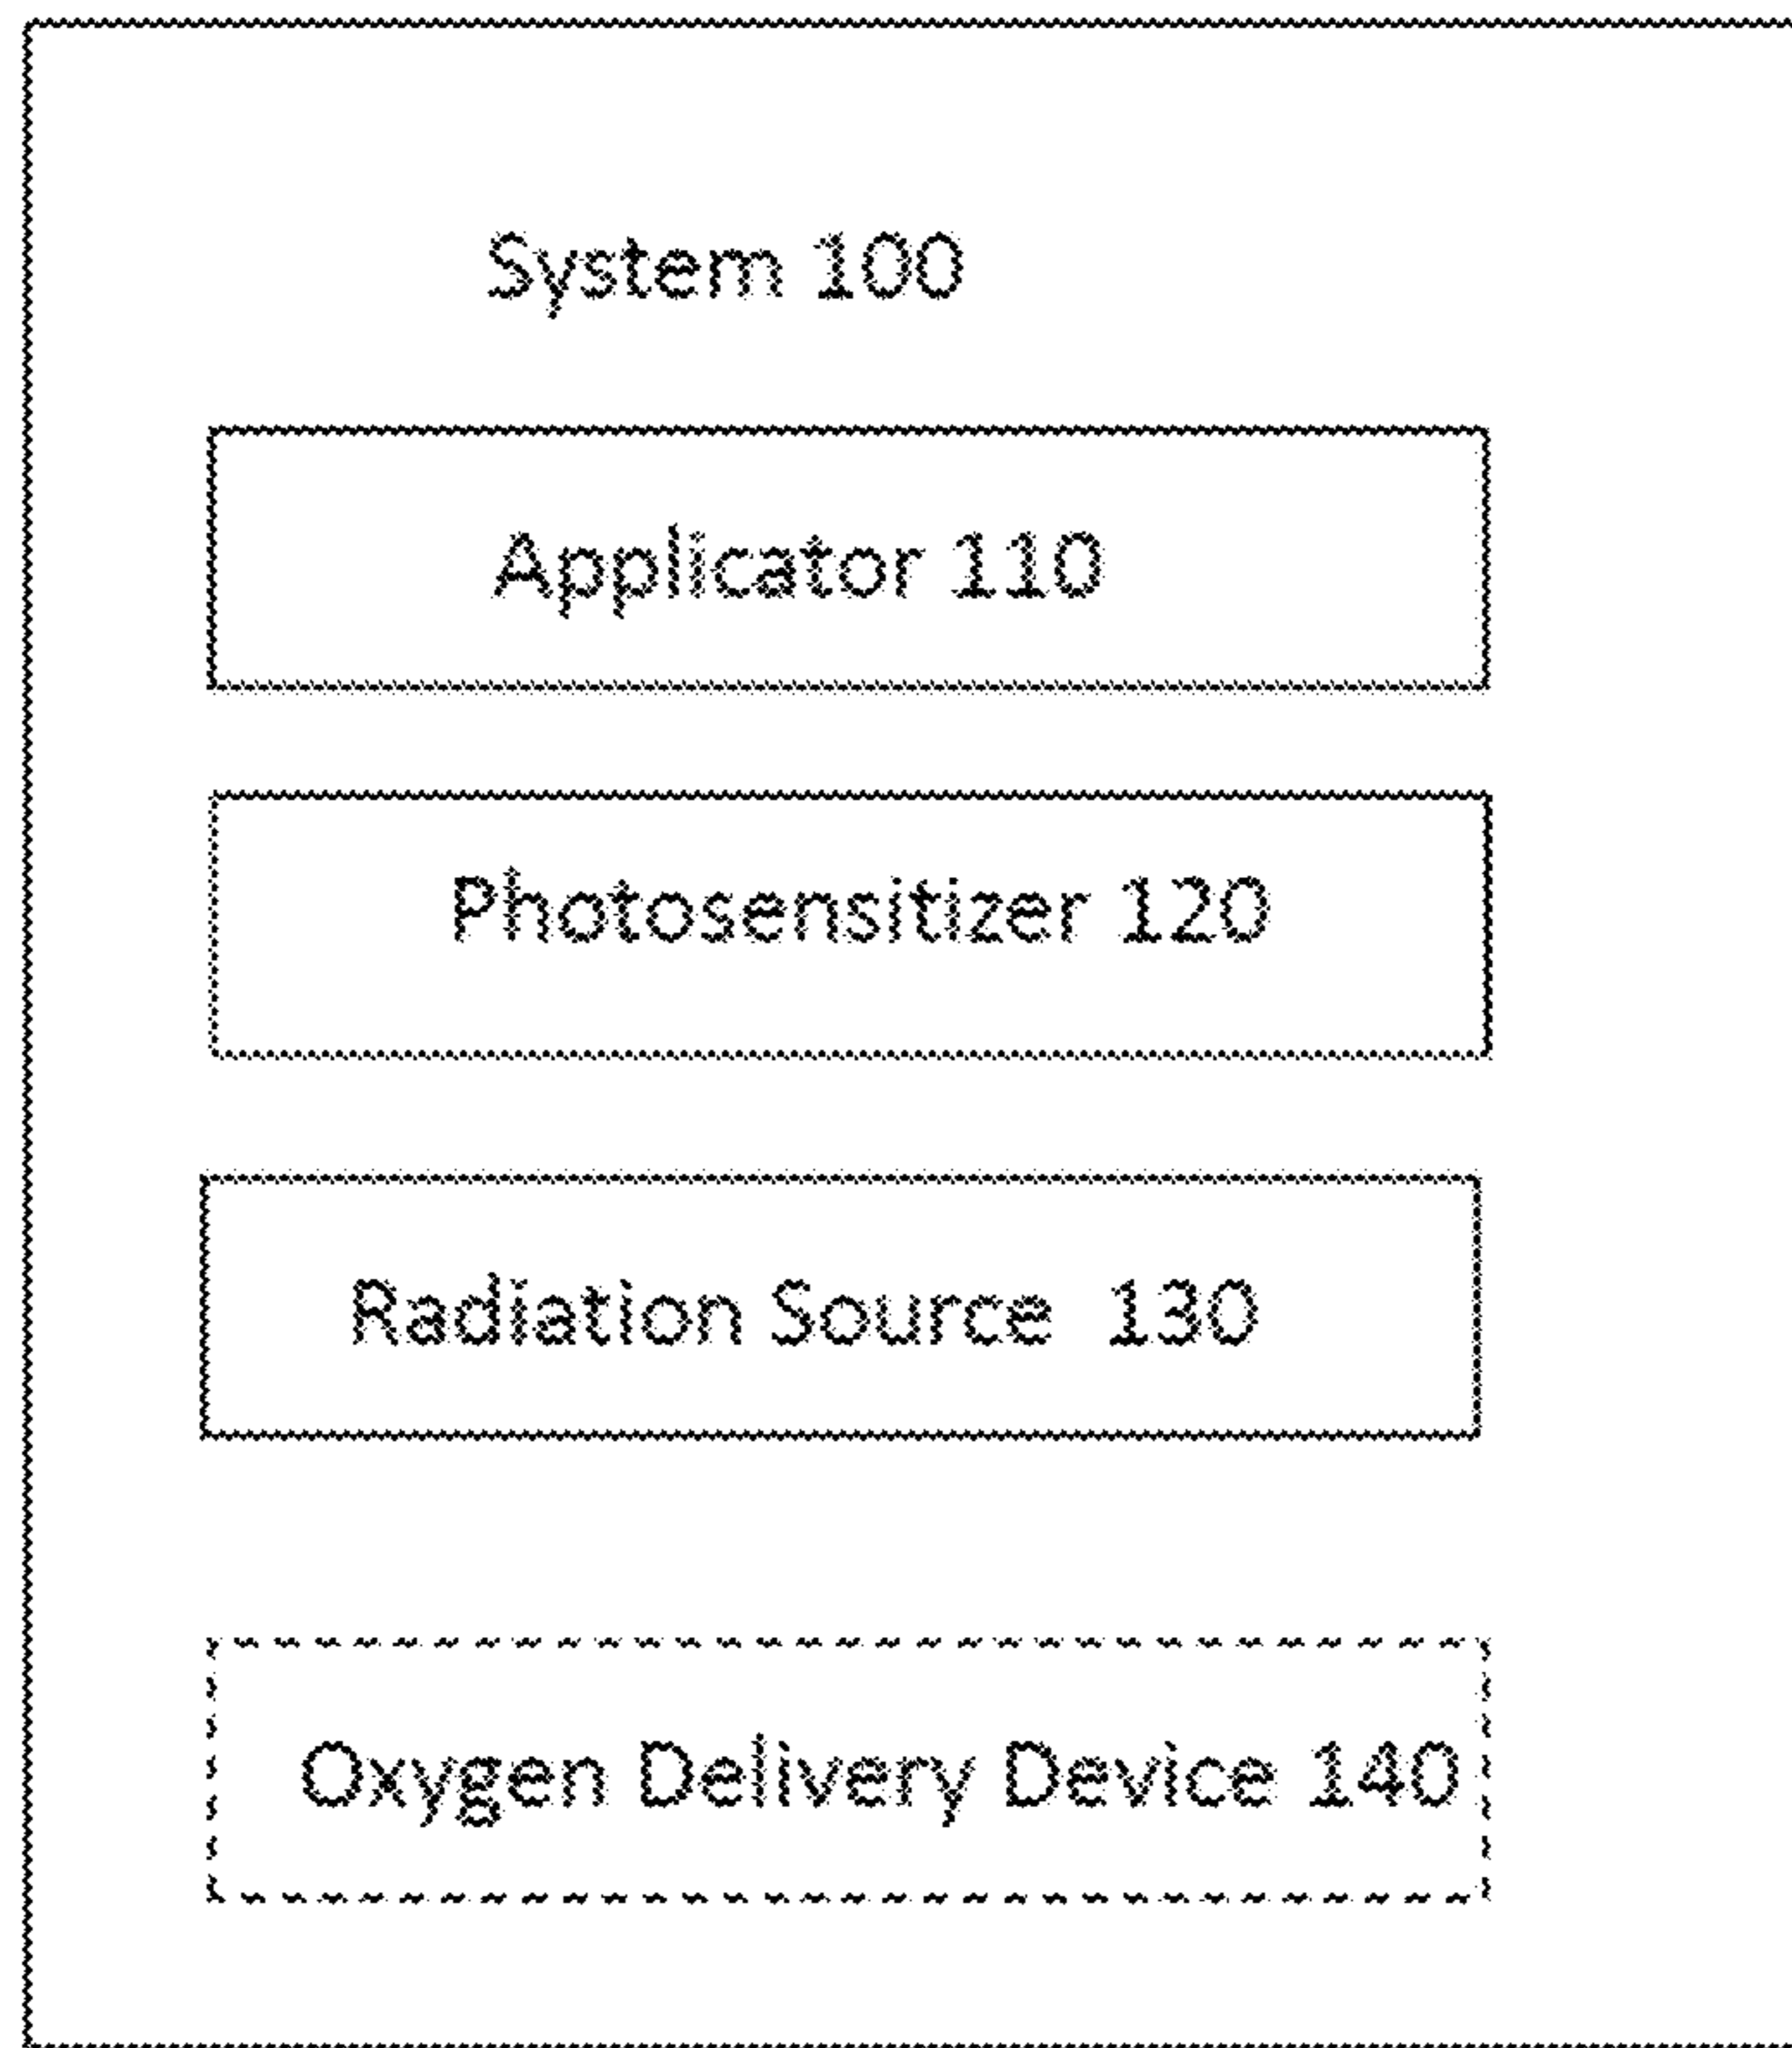 System 100
Applicator 110
Photosensitizer 120
Radiation Source 130
Oxygen Delivery Device 140